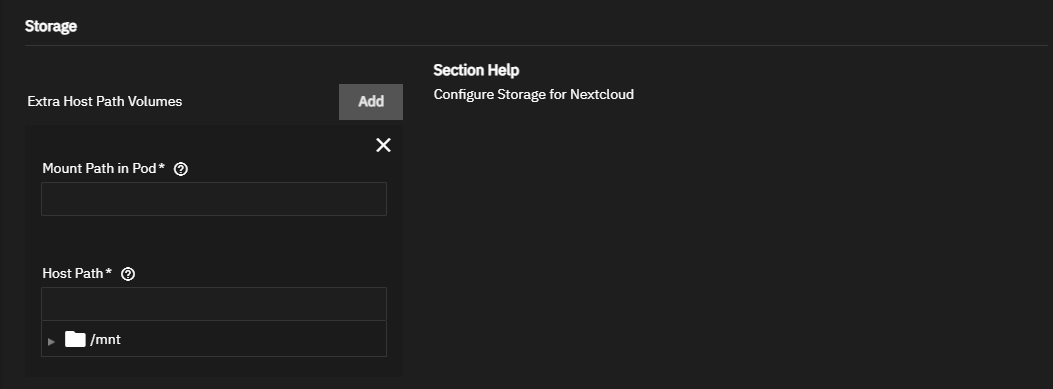 Storage
Section Help
Extra Host Path Volumes
Add
Configure Storage for Nextcloud
Mount Path in Pod*
Host Path*
/mnt